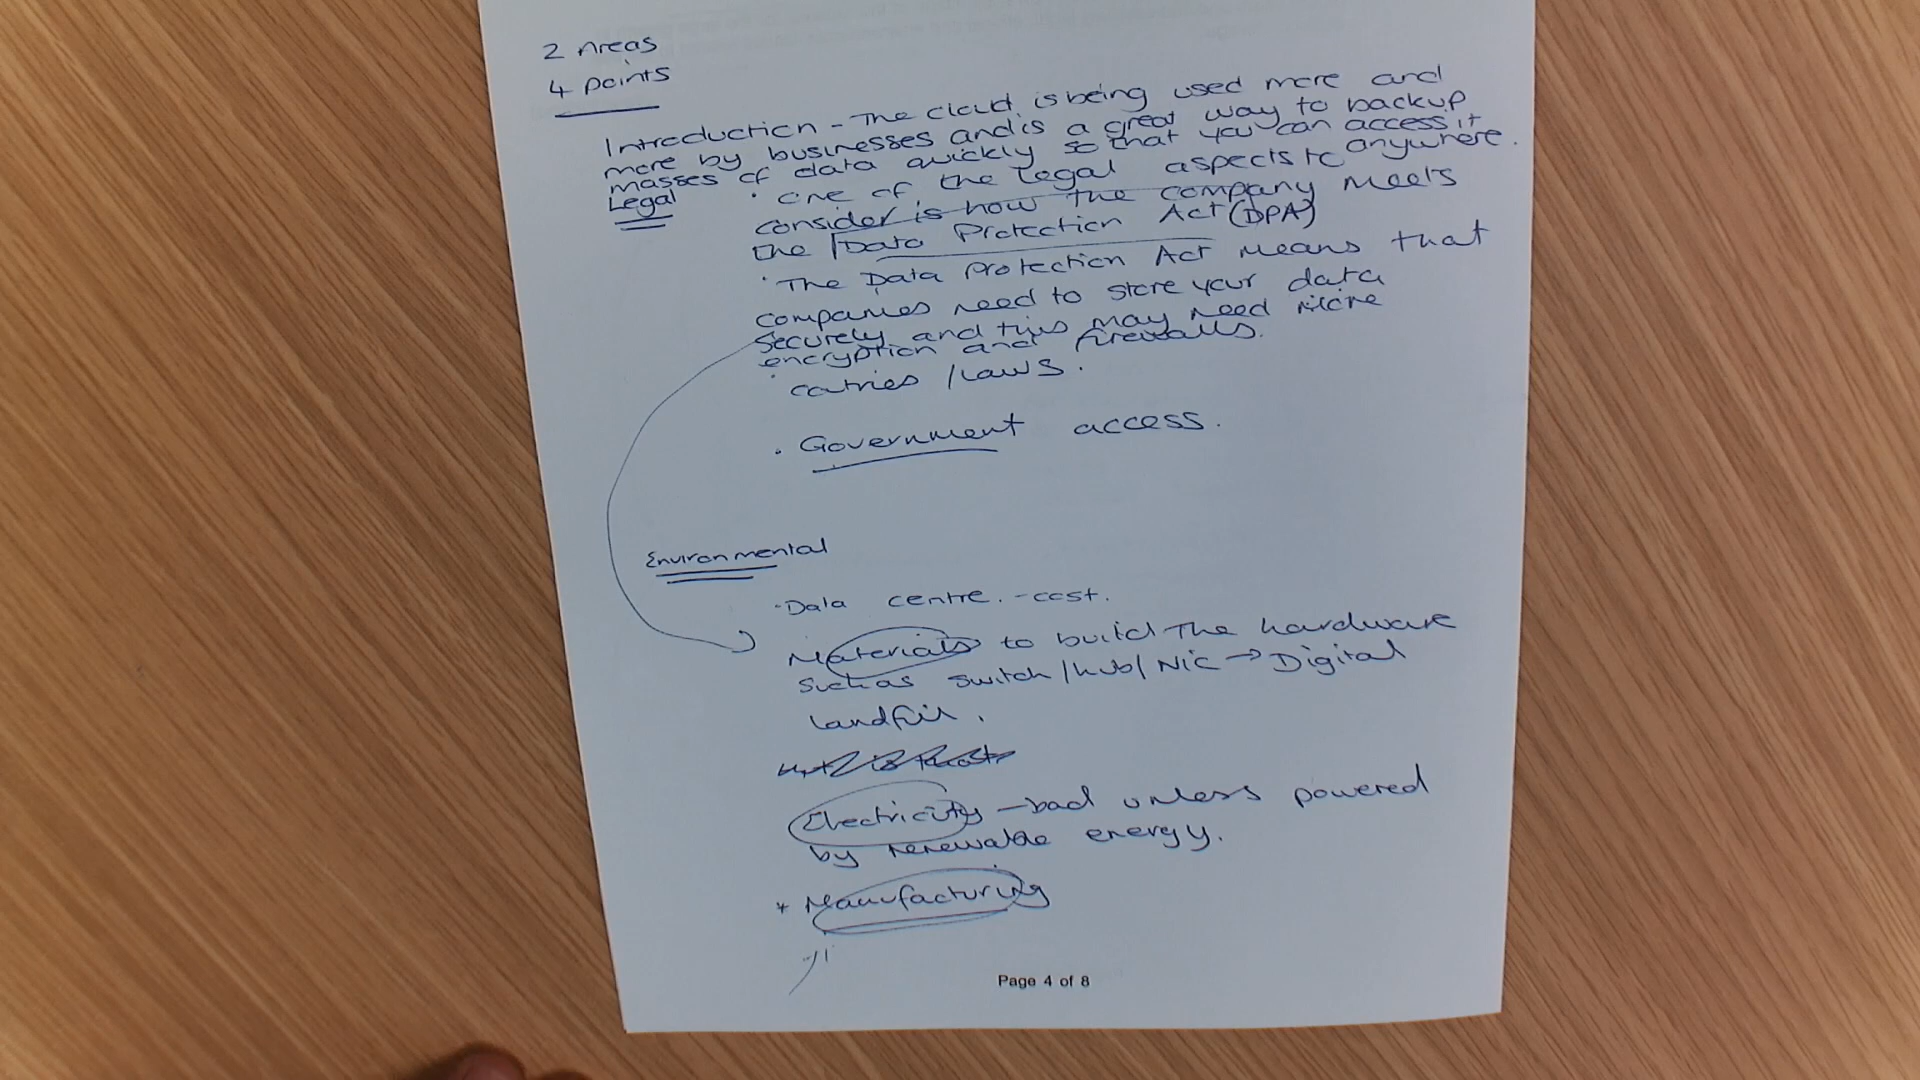 2 Areas
4 points
Introduction - The cloud is being used more and
more by businesses and is a great way to backup
masses of data quickly so that you can access it
anywhere.
Legal
· one of the legal aspects to
consider is how the company meets
the Data Protection Act (DPA)
· The Data Protection Act means that
companies need to store your data
securely and this may need more
encryption and firewalls.
· coutries / Laws.
· Government access.
Environmental
· Data centre. - cost.
Materials to build The hardware
such as switch/hub/NIC → Digital
landfill.
Electricity - bad unless powered
by renewable energy.
* Manufacturing
Page 4 of 8